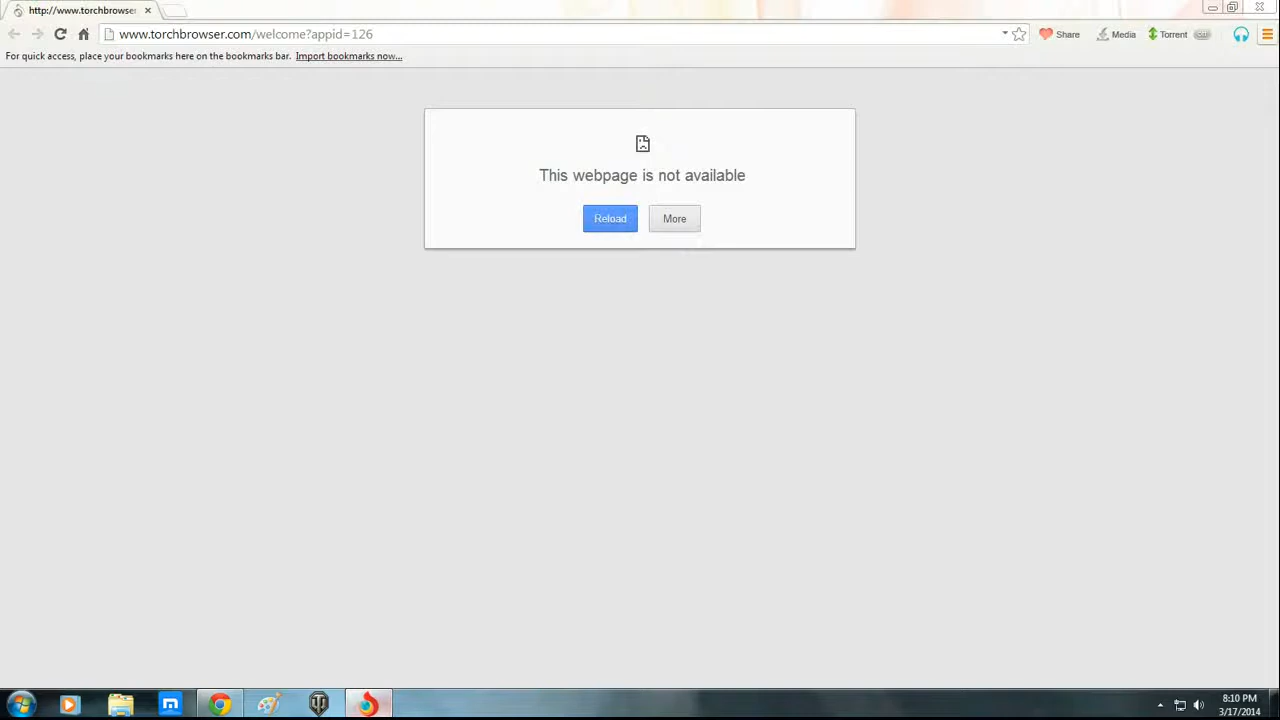 http://www.torchbrowser
www.torchbrowser.com/welcome?appid=126
Share
Media
Torrent
Off
For quick access, place your bookmarks here on the bookmarks bar. Import bookmarks now...
This webpage is not available
Reload
More
m
8:10 PM
3/17/2014